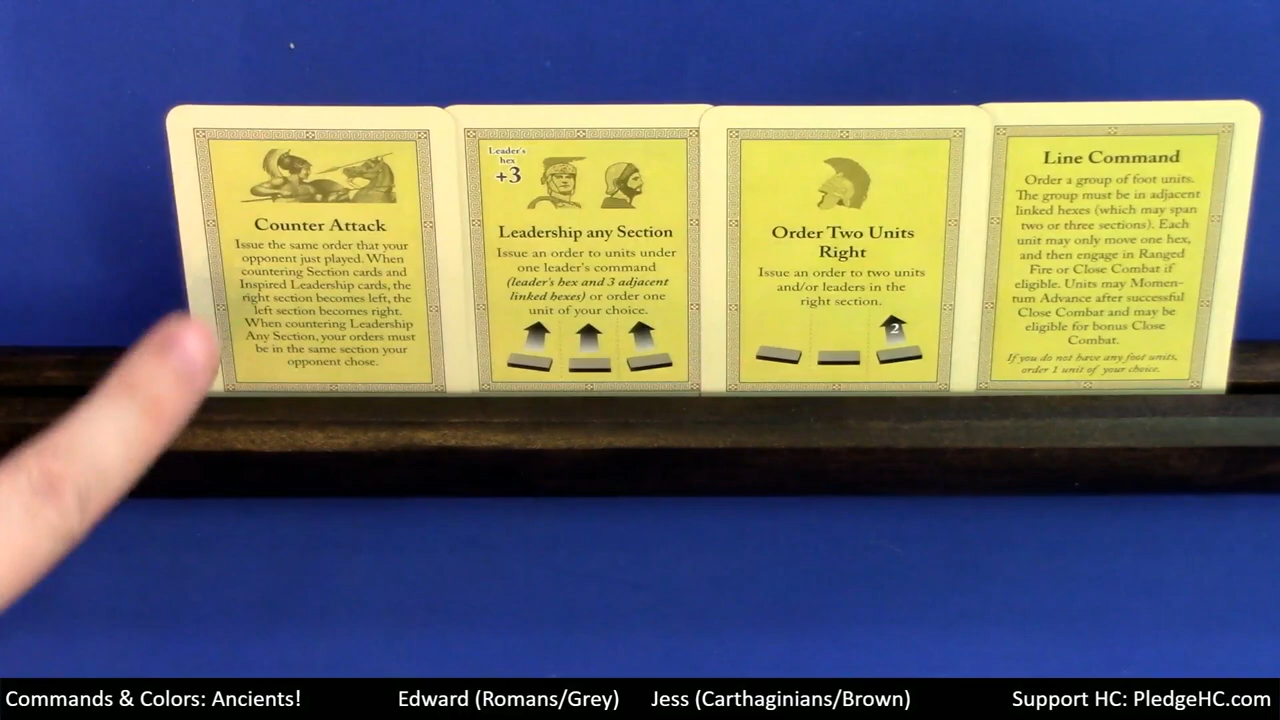 Counter Attack
Issue the same order that your
opponent just played. When
countering Section cards and
Inspired Leadership cards, the
right section becomes left, the
left section becomes right.
When countering Leadership
Any Section, your orders must
be in the same section your
opponent chose.
Leader's
hex
+3
Leadership any Section
Issue an order to units under
one leader's command
(leader's hex and 3 adjacent
linked hexes) or order one
unit of your choice.
Order Two Units
Right
Issue an order to two units
and/or leaders in the
right section.
2
Line Command
Order a group of foot units.
The group must be in adjacent
linked hexes (which may span
two or three sections). Each
unit may only move one hex,
and then engage in Ranged
Fire or Close Combat if
eligible. Units may Momen-
tum Advance after successful
Close Combat and may be
eligible for bonus Close
Combat.
If you do not have any foot units,
order 1 unit of your choice.
Commands & Colors: Ancients! Edward (Romans/Grey) Jess (Carthaginians/Brown) Support HC: PledgeHC.com